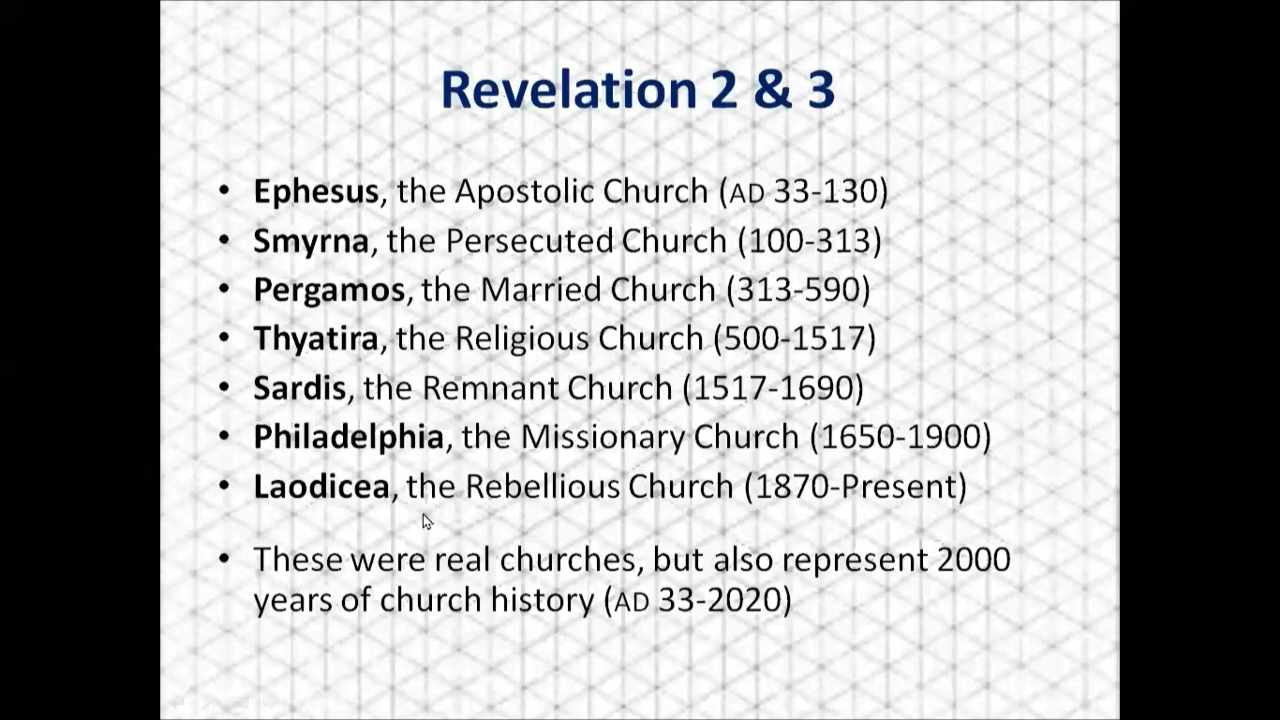 Revelation 2 & 3
• Ephesus, the Apostolic Church (AD 33-130)
• Smyrna, the Persecuted Church (100-313)
• Pergamos, the Married Church (313-590)
• Thyatira, the Religious Church (500-1517)
• Sardis, the Remnant Church (1517-1690)
• Philadelphia, the Missionary Church (1650-1900)
• Laodicea, the Rebellious Church (1870-Present)
• These were real churches, but also represent 2000
years of church history (AD 33-2020)